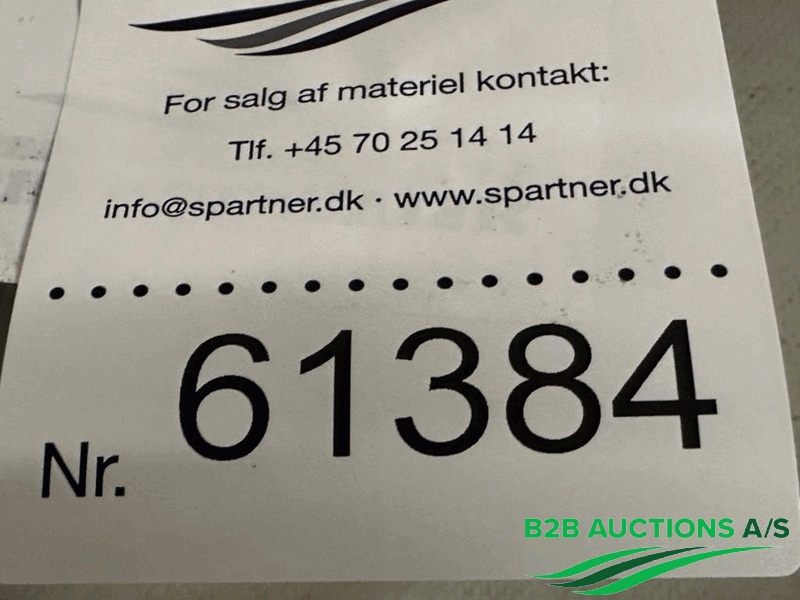 For salg af materiel kontakt:
Tlf. +45 70 25 14 14
info@spartner.dk · www.spartner.dk
Nr. 61384
B2B AUCTIONS A/S